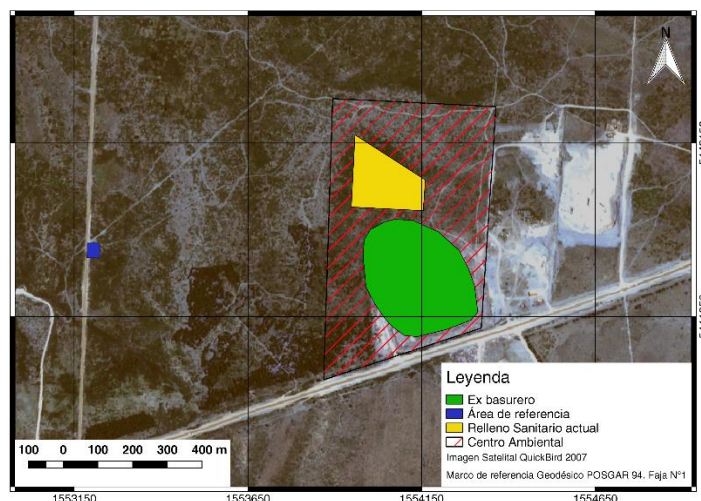 N
Leyenda
Ex basurero
Área de referencia
Relleno Sanitario actual
Centro Ambiental
Imagen Satelital QuickBird 2007
Marco de referencia Geodésico POSGAR 94. Faja N°1
100 0 100 200 300 400 m
1553150 1553650 1554150 1554650